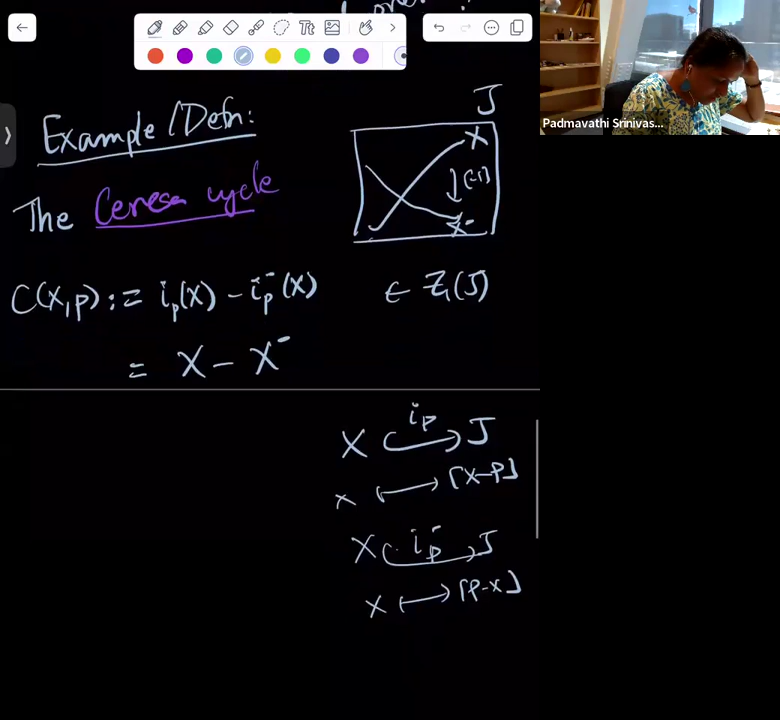 Example /Defn:
J
The Ceresa cycle
X
(-1)
X⁻
C(X,p) := i_p(X) - i_p⁻(X) ∈ Z₁(J)
= X - X⁻
X ↪ J
i_p
x ⟼ [x-p]
X ↪ J
i_p⁻
x ⟼ [p-x]
Padmavathi Srinivas...